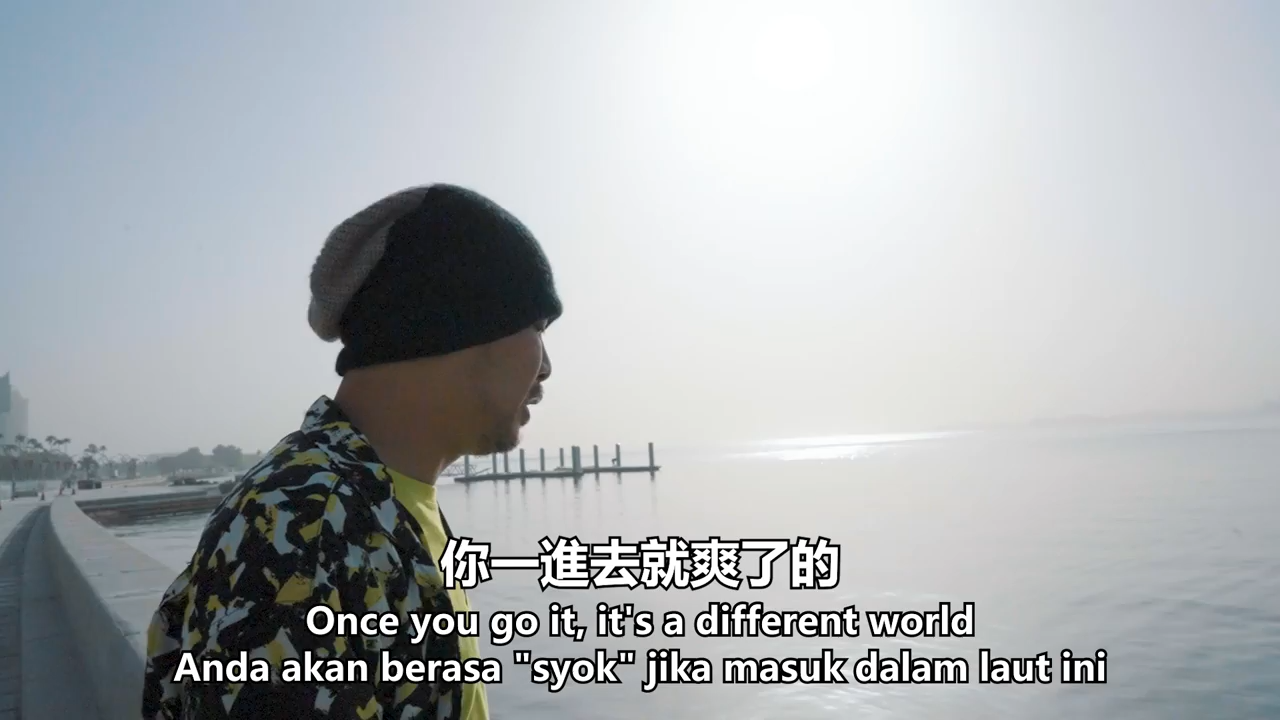 你一進去就爽了的
Once you go it, it's a different world
Anda akan berasa "syok" jika masuk dalam laut ini